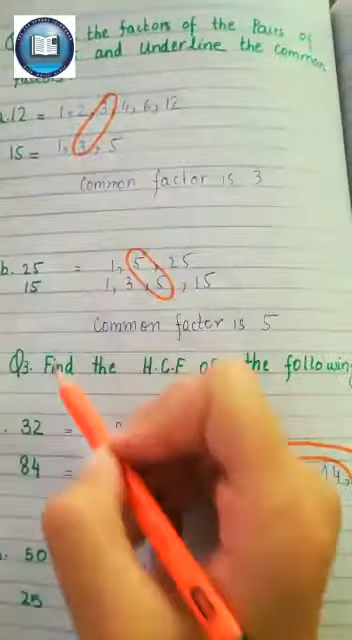 the factors of the Pairs of
and underline the common
12 = 1, 2, 3, 4, 6, 12
15 = 1, 3, 5
Common factor is 3
b. 25 = 1, 5, 25
15 1, 3, 5, 15
Common factor is 5
Q3. Find the H.C.F of the following
32 =
84 = 14,
50
25